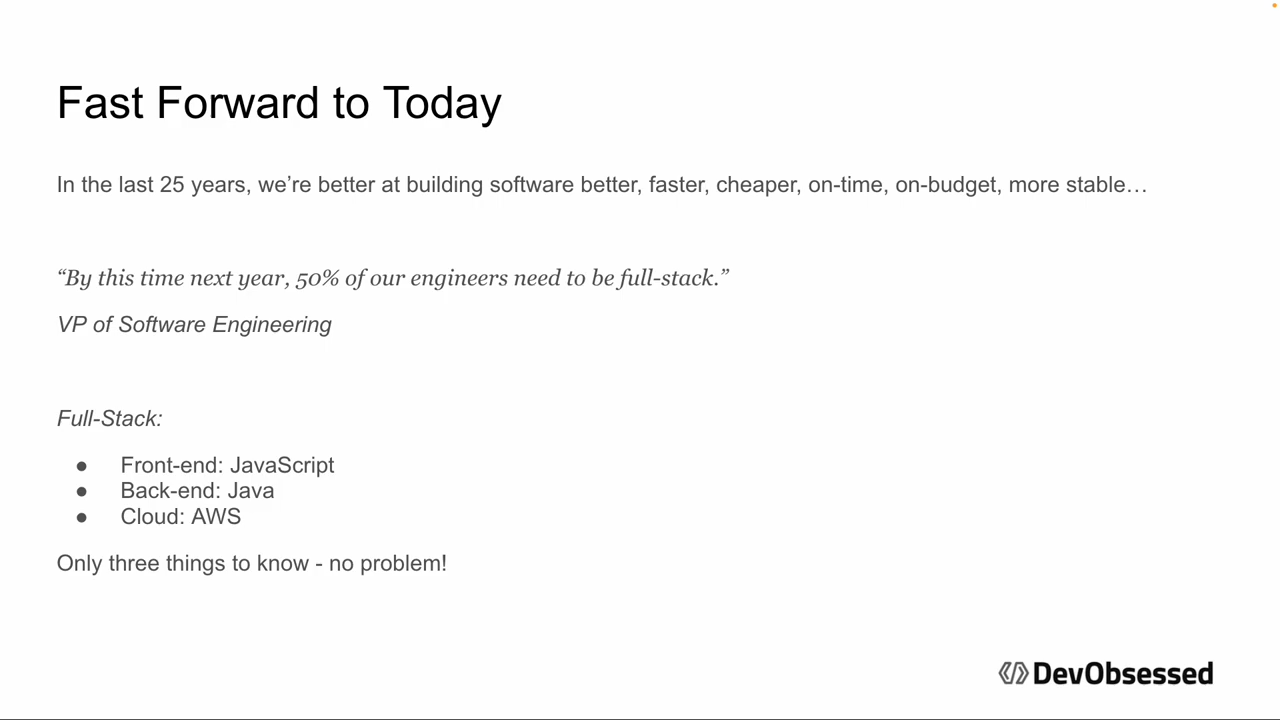 Fast Forward to Today
In the last 25 years, we’re better at building software better, faster, cheaper, on-time, on-budget, more stable…
“By this time next year, 50% of our engineers need to be full-stack.”
VP of Software Engineering
Full-Stack:
● Front-end: JavaScript
● Back-end: Java
● Cloud: AWS
Only three things to know - no problem!
</> DevObsessed